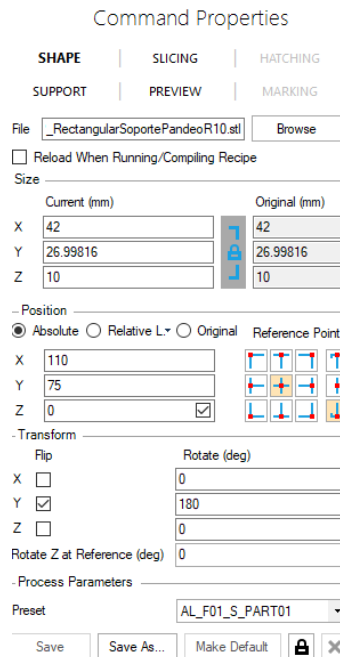 Command Properties
SHAPE SLICING HATCHING
SUPPORT PREVIEW MARKING
File _RectangularSoportePandeoR10.stl Browse
Reload When Running/Compiling Recipe
Size
Current (mm) Original (mm)
X 42 42
Y 26.99816 26.99816
Z 10 10
Position
Absolute Relative L. Original Reference Point
X 110
Y 75
Z 0
Transform
Flip Rotate (deg)
X 0
Y 180
Z 0
Rotate Z at Reference (deg) 0
Process Parameters
Preset AL_F01_S_PART01
Save Save As... Make Default